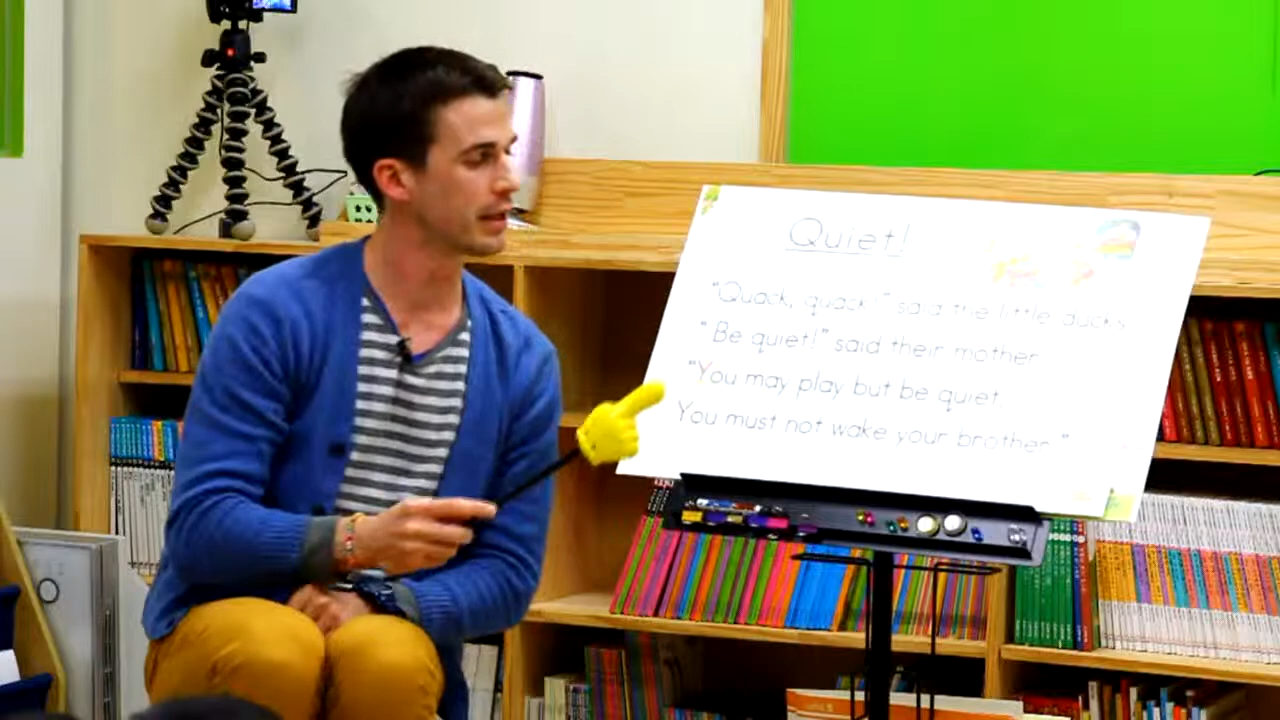 Quiet!
"Quack, quack!" said the little ducks.
"Be quiet!" said their mother.
"You may play but be quiet.
You must not wake your brother."